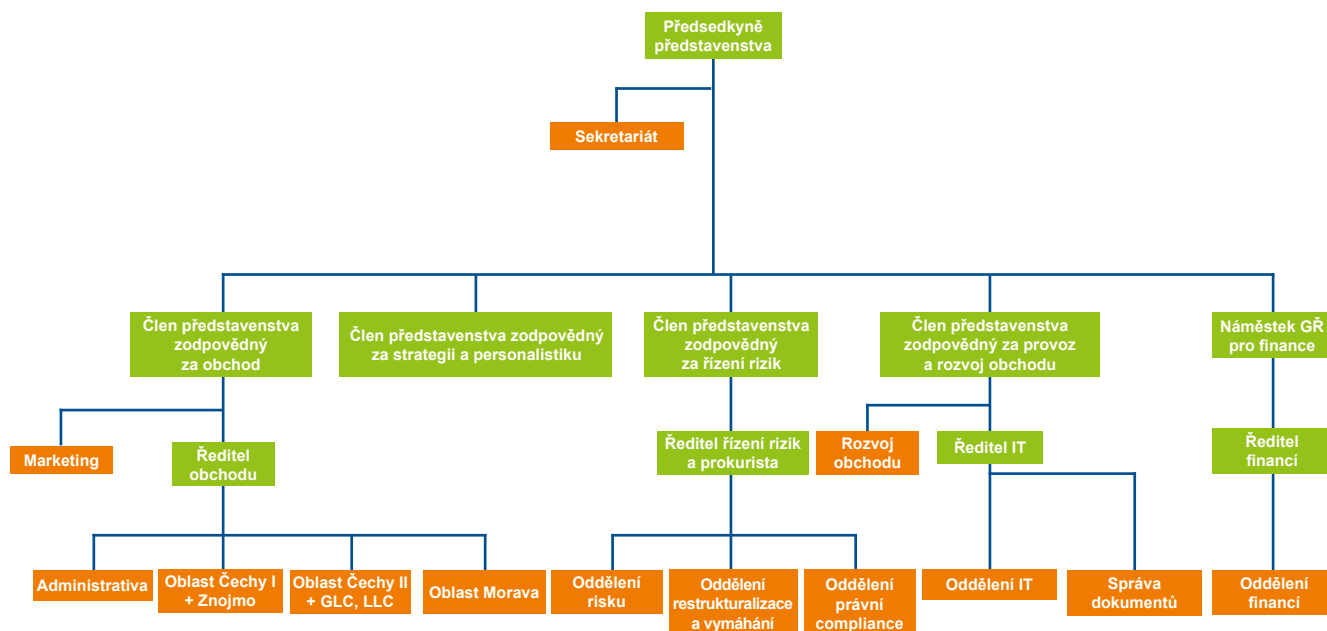 Předsedkyně
představenstva
Sekretariát
Člen představenstva
zodpovědný
za obchod
Člen představenstva zodpovědný
za strategii a personalistiku
Člen představenstva
zodpovědný
za řízení rizik
Člen představenstva
zodpovědný za provoz
a rozvoj obchodu
Náměstek GŘ
pro finance
Marketing
Ředitel
obchodu
Ředitel řízení rizik
a prokurista
Rozvoj
obchodu
Ředitel IT
Ředitel
financí
Administrativa
Oblast Čechy I
+ Znojmo
Oblast Čechy II
+ GLC, LLC
Oblast Morava
Oddělení
risku
Oddělení
restrukturalizace
a vymáhání
Oddělení
právní
compliance
Oddělení IT
Správa
dokumentů
Oddělení
financí